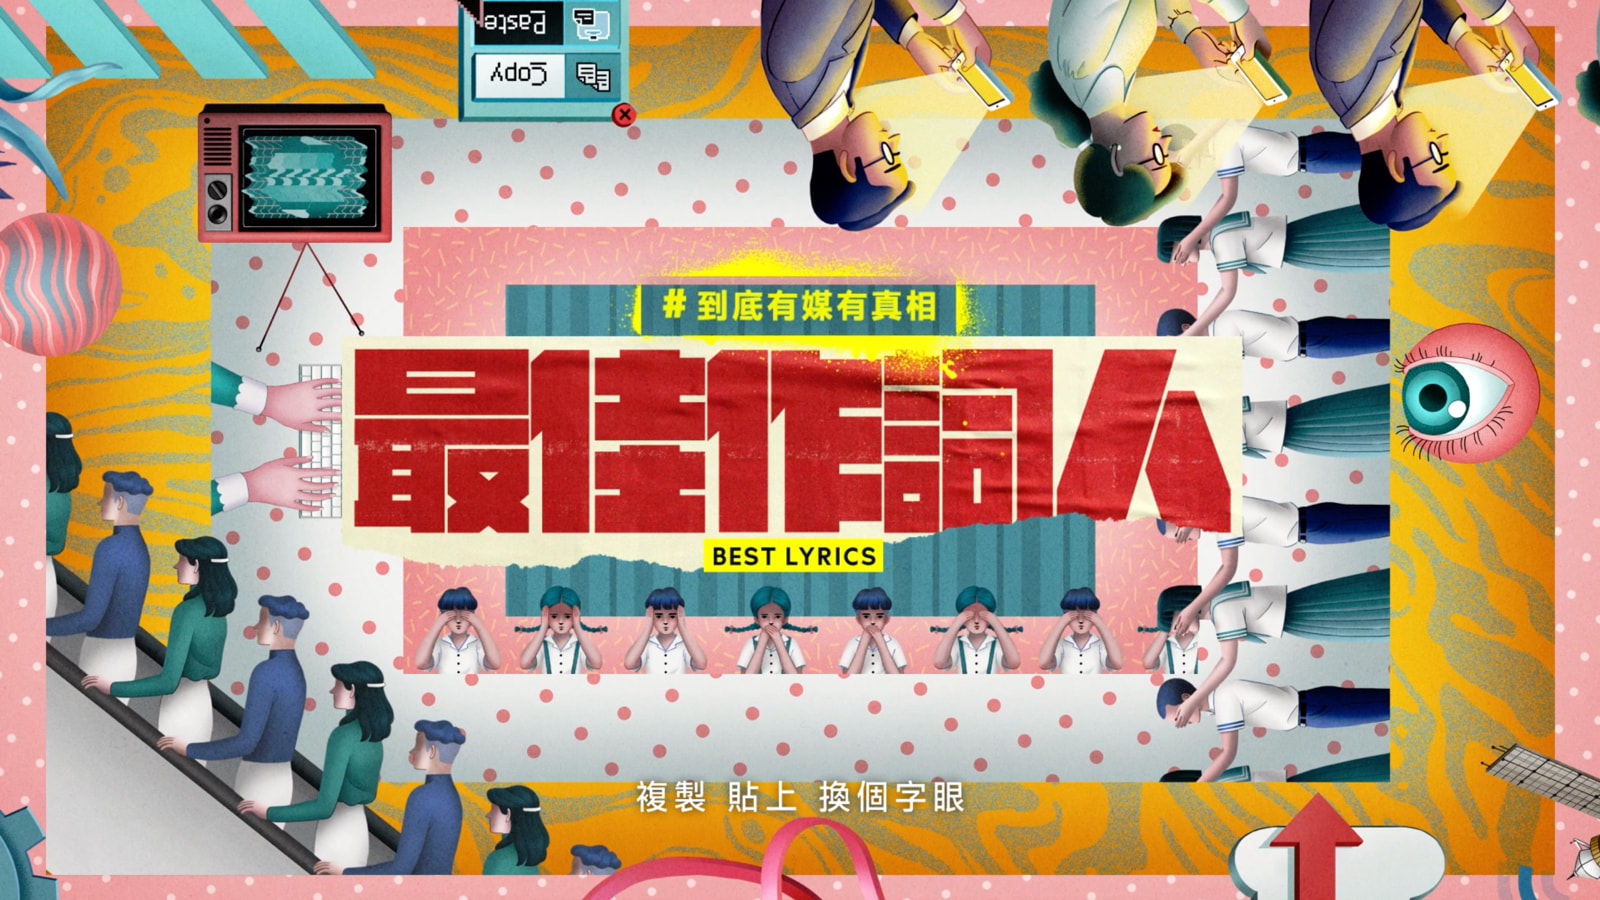 Paste
Copy
#到底有媒有真相
最佳作詞人
BEST LYRICS
複製 貼上 換個字眼